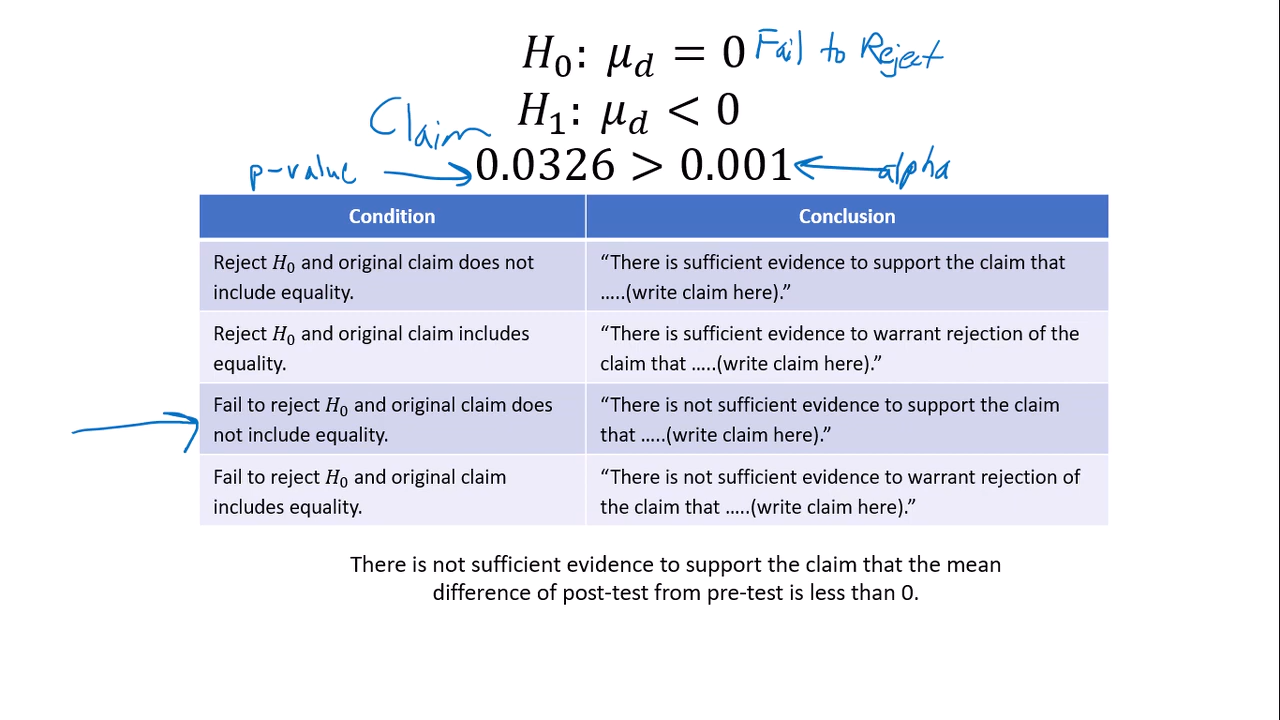 H₀: μ_d = 0 Fail to Reject
Claim H₁: μ_d < 0
p-value 0.0326 > 0.001 alpha
Condition
Conclusion
Reject H₀ and original claim does not
include equality.
“There is sufficient evidence to support the claim that
.....(write claim here).”
Reject H₀ and original claim includes
equality.
“There is sufficient evidence to warrant rejection of the
claim that .....(write claim here).”
Fail to reject H₀ and original claim does
not include equality.
“There is not sufficient evidence to support the claim
that .....(write claim here).”
Fail to reject H₀ and original claim
includes equality.
“There is not sufficient evidence to warrant rejection of
the claim that .....(write claim here).”
There is not sufficient evidence to support the claim that the mean
difference of post-test from pre-test is less than 0.